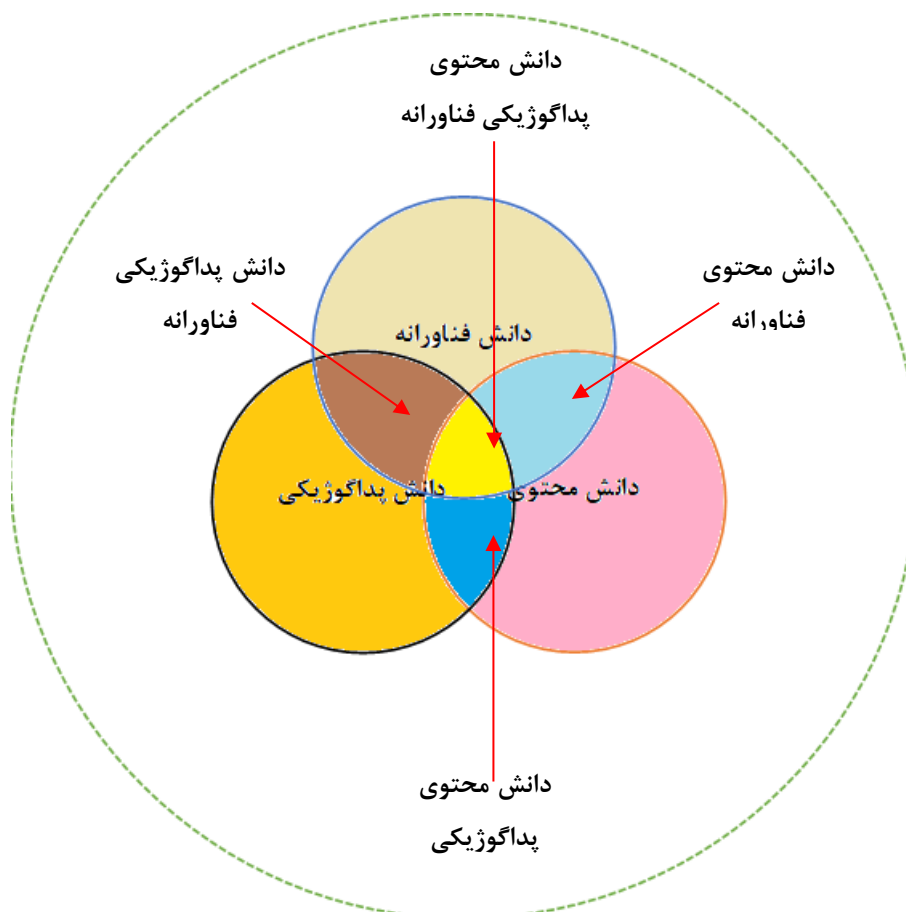 دانش محتوی
پداگوژیکی فناورانه
دانش محتوی
فناورانه
دانش پداگوژیکی
فناورانه
دانش فناورانه
دانش محتوی
دانش پداگوژیکی
دانش محتوی
پداگوژیکی